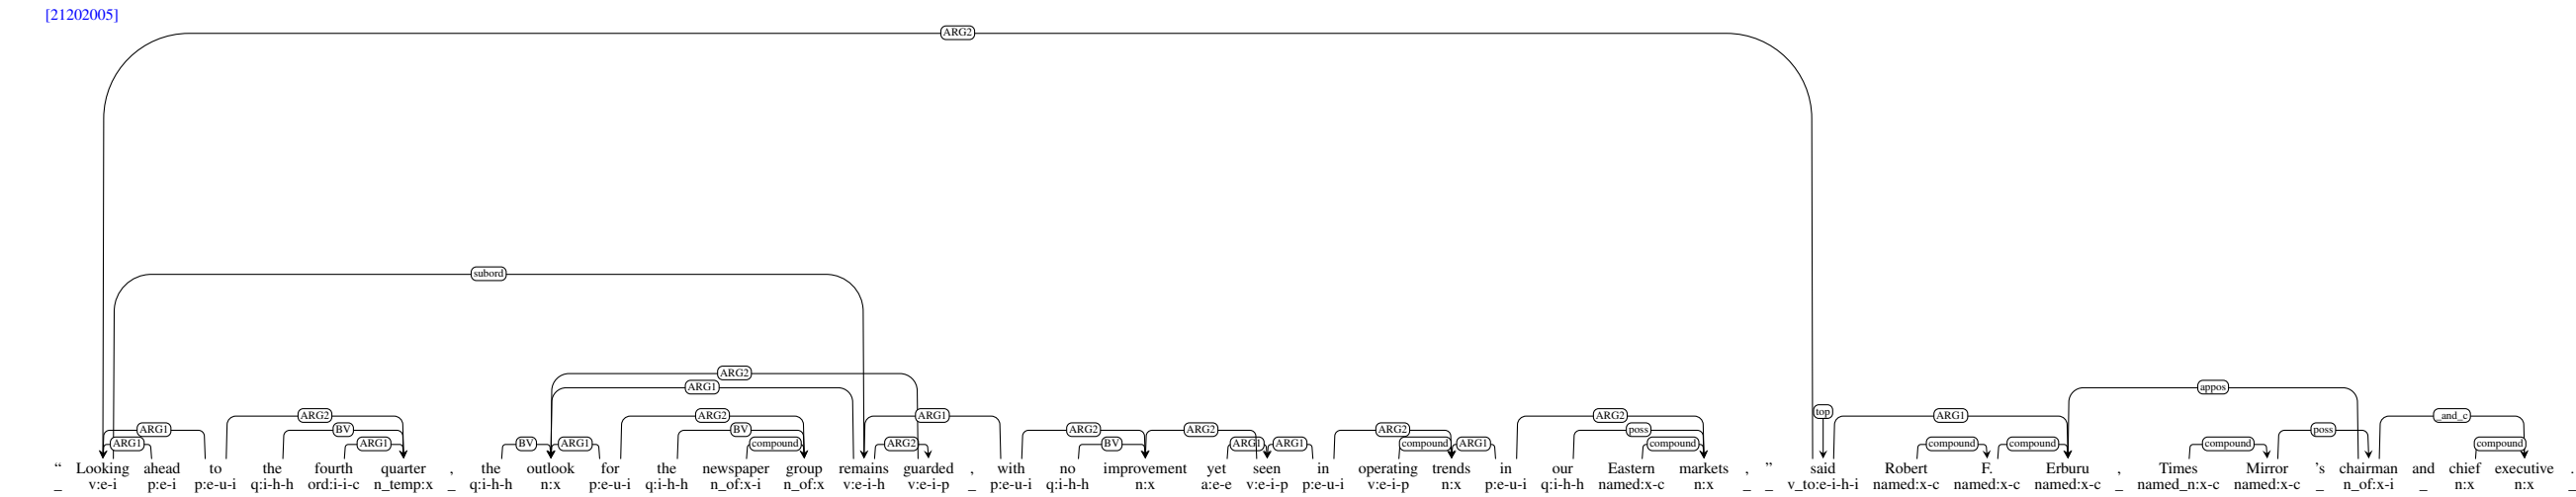 [21202005]
ARG2
subord
ARG2
ARG1 appos
top
ARG2 ARG2 ARG1 ARG2 ARG1 _and_c
ARG1 BV BV ARG2 ARG2 ARG2 poss poss
ARG1 ARG1 BV ARG1 compound ARG2 BV ARG1 ARG1 compound ARG1 compound compound compound compound compound
“ Looking ahead to the fourth quarter , the outlook for the newspaper group remains guarded , with no improvement yet seen in operating trends in our Eastern markets , ” said Robert F. Erburu , Times Mirror 's chairman and chief executive .
_ v:e-i p:e-i p:e-u-i q:i-h-h ord:i-i-c n_temp:x _ q:i-h-h n:x p:e-u-i q:i-h-h n_of:x-i n_of:x v:e-i-h v:e-i-p _ p:e-u-i q:i-h-h n:x a:e-e v:e-i-p p:e-u-i v:e-i-p n:x p:e-u-i q:i-h-h named:x-c n:x _ _ v_to:e-i-h-i named:x-c named:x-c named:x-c _ named_n:x-c named:x-c _ n_of:x-i _ n:x n:x _